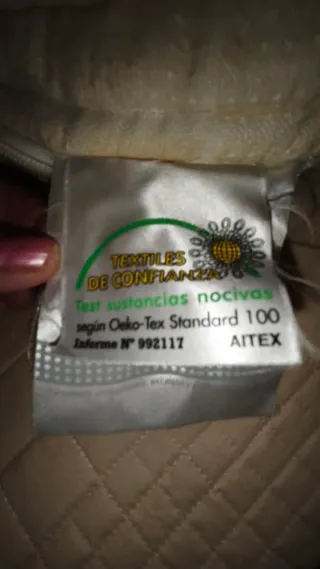 TEXTILES
DE CONFIANZA
Test sustancias nocivas
según Oeko-Tex Standard 100
Informe Nº 992117 AITEX